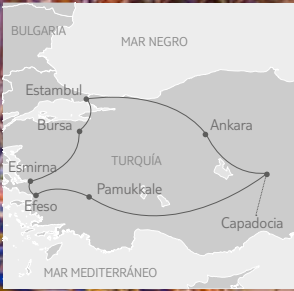 BULGARIA
MAR NEGRO
Estambul
Ankara
Bursa
TURQUÍA
Esmirna
Pamukkale
Efeso
Capadocia
MAR MEDITERRÁNEO